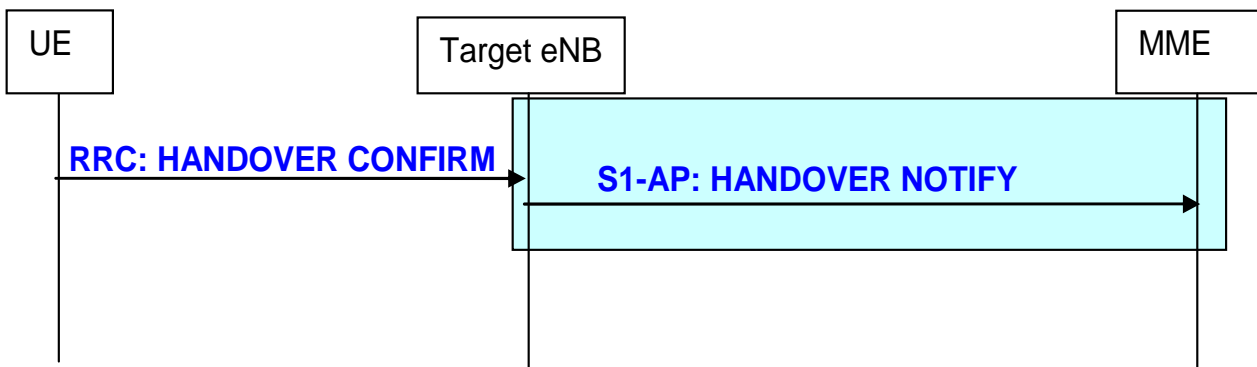 UE
Target eNB
MME
RRC: HANDOVER CONFIRM
S1-AP: HANDOVER NOTIFY